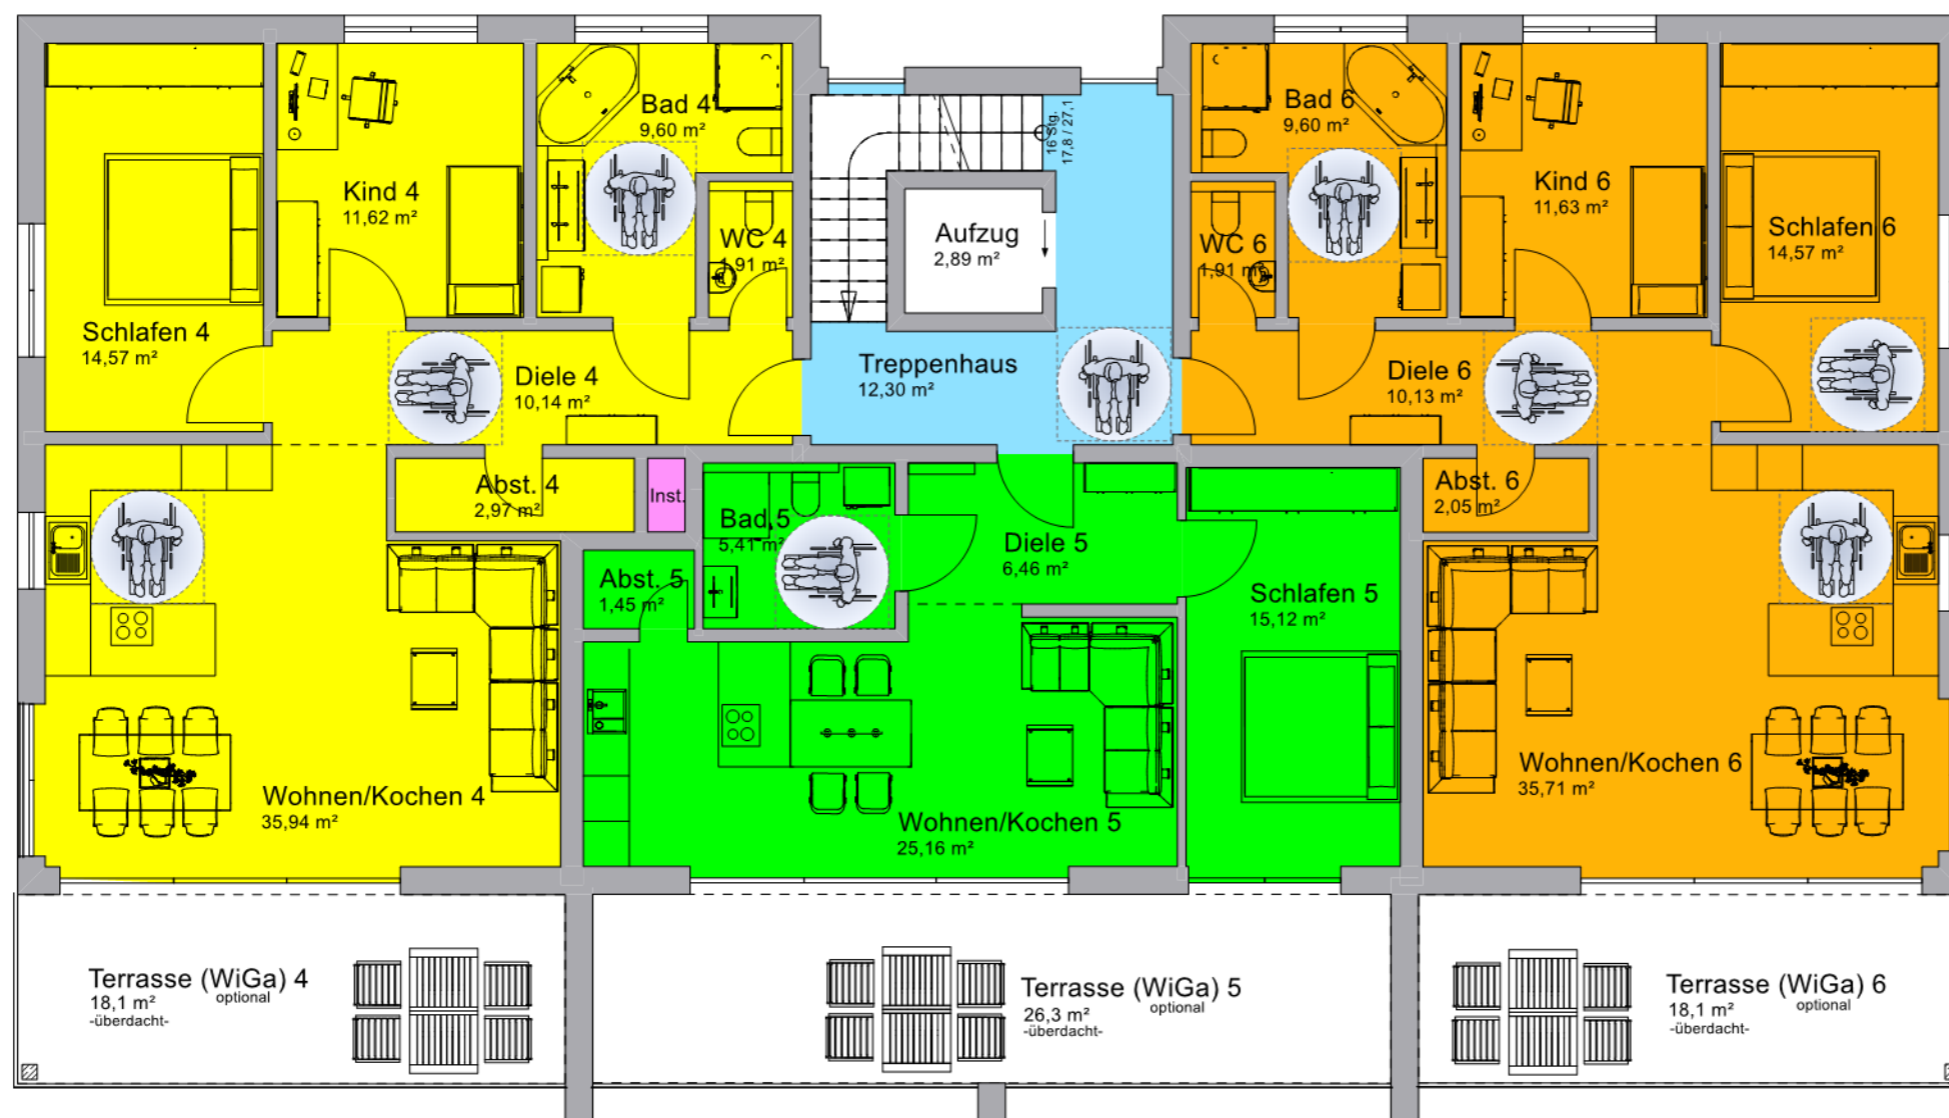 Bad 4
9,60 m²
Kind 4
11,62 m²
WC 4
1,91 m²
Schlafen 4
14,57 m²
Diele 4
10,14 m²
Abst. 4
2,97 m²
Inst.
Wohnen/Kochen 4
35,94 m²
Terrasse (WiGa) 4
18,1 m²
optional
-überdacht-
16 Stg.
17,8 / 27,1
Aufzug
2,89 m²
Treppenhaus
12,30 m²
Bad 5
5,41 m²
Diele 5
6,46 m²
Abst. 5
1,45 m²
Schlafen 5
15,12 m²
Wohnen/Kochen 5
25,16 m²
Terrasse (WiGa) 5
26,3 m²
optional
-überdacht-
Bad 6
9,60 m²
Kind 6
11,63 m²
WC 6
1,91 m²
Schlafen 6
14,57 m²
Diele 6
10,13 m²
Abst. 6
2,05 m²
Wohnen/Kochen 6
35,71 m²
Terrasse (WiGa) 6
18,1 m²
optional
-überdacht-